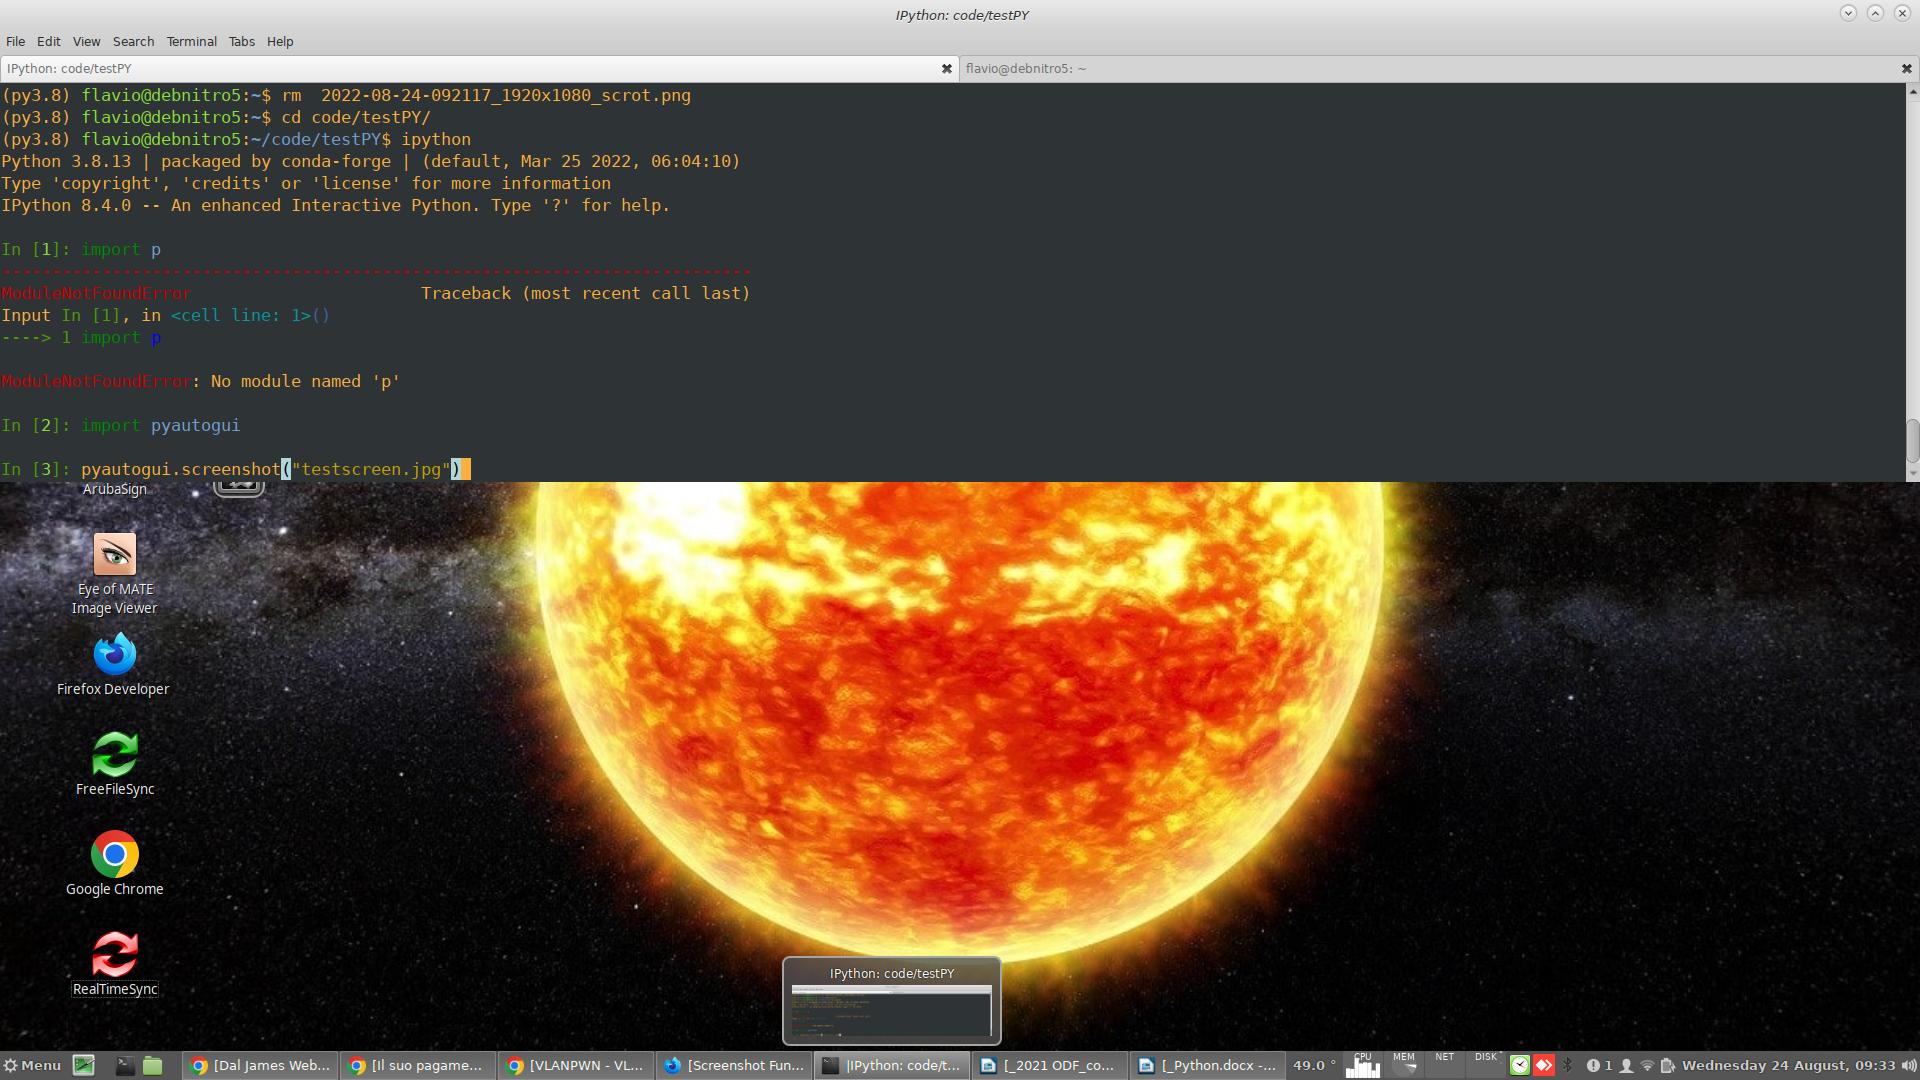 IPython: code/testPY
File Edit View Search Terminal Tabs Help
IPython: code/testPY
flavio@debnitro5: ~
(py3.8) flavio@debnitro5:~$ rm  2022-08-24-092117_1920x1080_scrot.png
(py3.8) flavio@debnitro5:~$ cd code/testPY/
(py3.8) flavio@debnitro5:~/code/testPY$ ipython
Python 3.8.13 | packaged by conda-forge | (default, Mar 25 2022, 06:04:10)
Type 'copyright', 'credits' or 'license' for more information
IPython 8.4.0 -- An enhanced Interactive Python. Type '?' for help.
In [1]: import p
---------------------------------------------------------------------------
ModuleNotFoundError                       Traceback (most recent call last)
Input In [1], in <cell line: 1>()
----> 1 import p
ModuleNotFoundError: No module named 'p'
In [2]: import pyautogui
In [3]: pyautogui.screenshot("testscreen.jpg")
ArubaSign
Eye of MATE
Image Viewer
Firefox Developer
FreeFileSync
Google Chrome
RealTimeSync
IPython: code/testPY
Menu
[Dal James Web...
[Il suo pagame...
[VLANPWN - VL...
[Screenshot Fun...
|IPython: code/t...
[_2021 ODF_co...
[_Python.docx -...
49.0 °
CPU
MEM
NET
DISK
1
Wednesday 24 August, 09:33